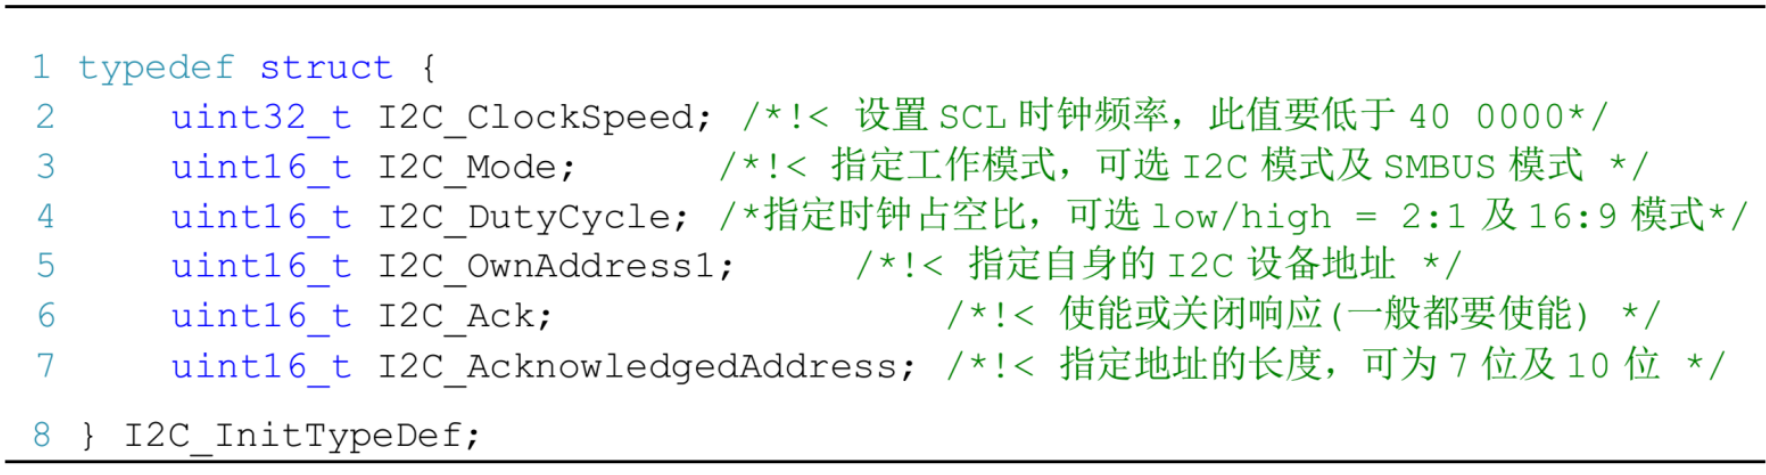 1 typedef struct {
2 uint32_t I2C_ClockSpeed; /*!< 设置 SCL 时钟频率，此值要低于 40 0000*/
3 uint16_t I2C_Mode; /*!< 指定工作模式，可选 I2C 模式及 SMBUS 模式 */
4 uint16_t I2C_DutyCycle; /*指定时钟占空比，可选 low/high = 2:1 及 16:9 模式*/
5 uint16_t I2C_OwnAddress1; /*!< 指定自身的 I2C 设备地址 */
6 uint16_t I2C_Ack; /*!< 使能或关闭响应(一般都要使能) */
7 uint16_t I2C_AcknowledgedAddress; /*!< 指定地址的长度，可为 7 位及 10 位 */
8 } I2C_InitTypeDef;